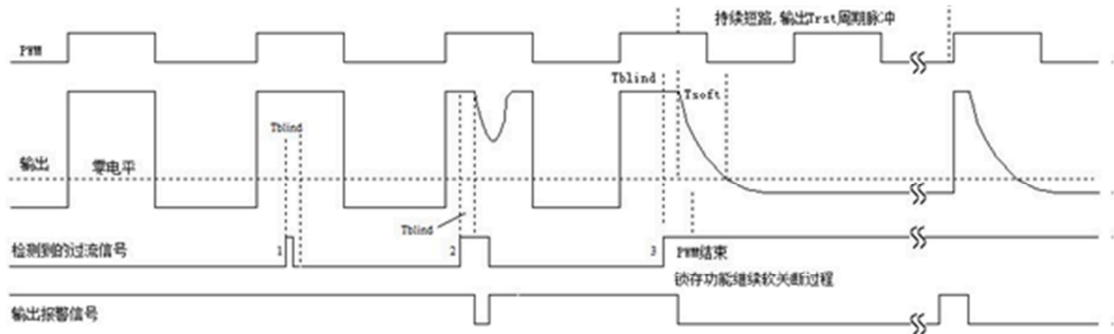 持续短路,输出Trst周期脉冲
PWM
Tblind
Tsoft
Tblind
输出
零电平
Tblind
检测到的过流信号
1
2
3
PWM结束
锁存功能继续软关断过程
输出报警信号